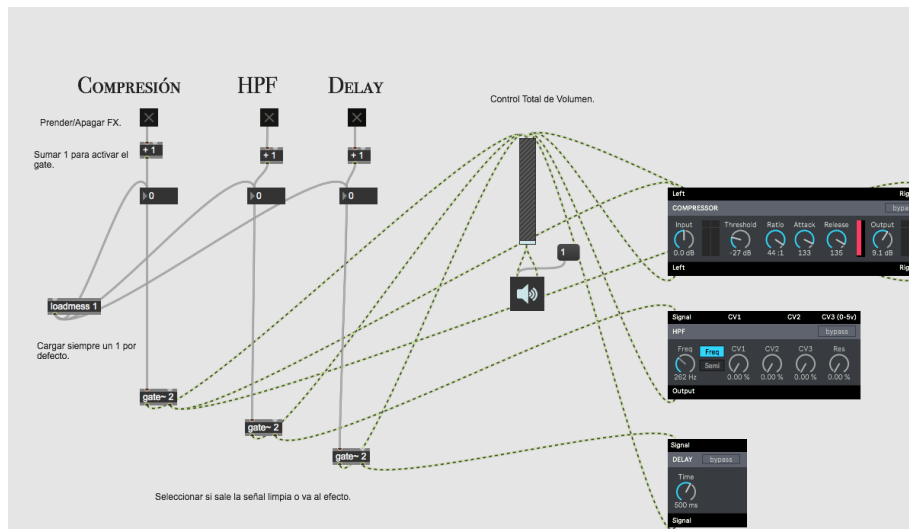 Compresión HPF Delay
Control Total de Volumen.
Prender/Apagar FX.
+ 1
+ 1
+ 1
Sumar 1 para activar el
gate.
0
0
0
Left
COMPRESSOR
Input Threshold Ratio Attack Release Output
0.0 dB -27 dB 44 :1 133 135 9.1 dB
Left
1
loadmess 1
Cargar siempre un 1 por
defecto.
Signal CV1 CV2 CV3 (0-5v)
HPF bypass
Freq Freq CV1 CV2 CV3 Res
Semi
262 Hz 0.00 % 0.00 % 0.00 % 0.00 %
Output
gate~ 2
gate~ 2
gate~ 2
Signal
DELAY bypass
Time
500 ms
Signal
Seleccionar si sale la señal limpia o va al efecto.